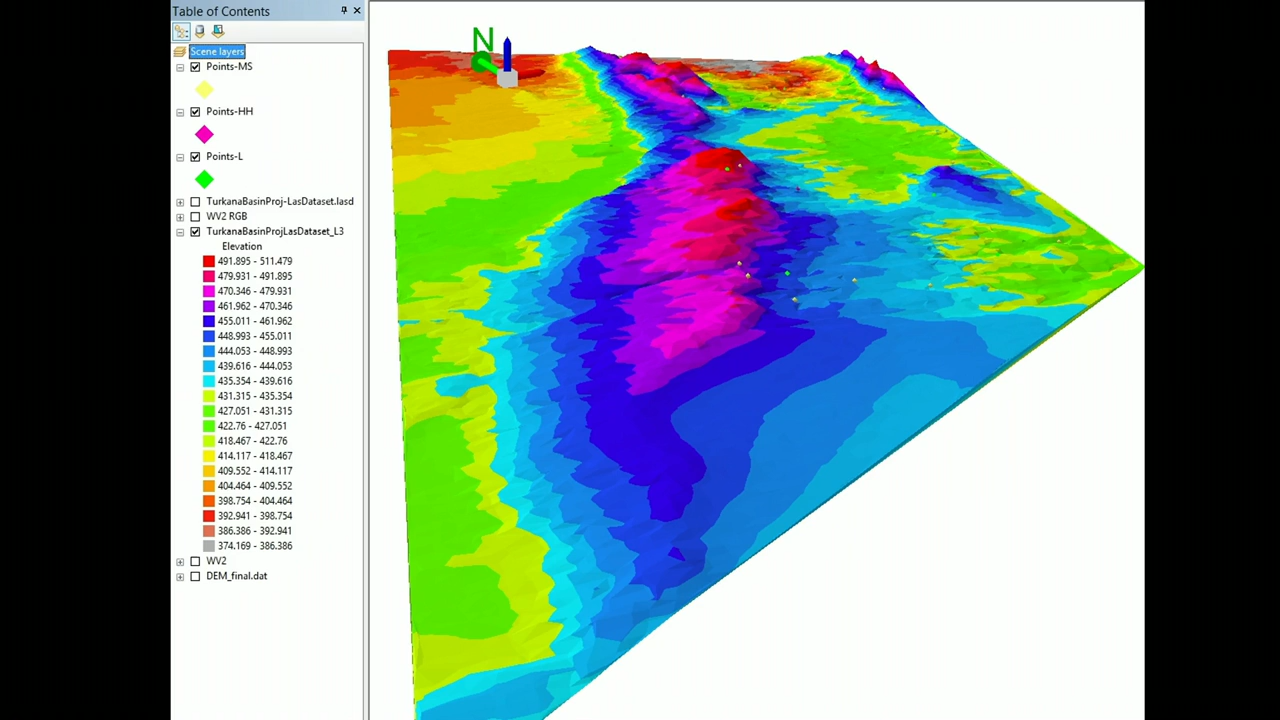 Table of Contents
Scene layers
Points-MS
Points-HH
Points-L
TurkanaBasinProj-LasDataset.lasd
WV2 RGB
TurkanaBasinProjLasDataset_L3
Elevation
491.895 - 511.479
479.931 - 491.895
470.346 - 479.931
461.962 - 470.346
455.011 - 461.962
448.993 - 455.011
444.053 - 448.993
439.616 - 444.053
435.354 - 439.616
431.315 - 435.354
427.051 - 431.315
422.76 - 427.051
418.467 - 422.76
414.117 - 418.467
409.552 - 414.117
404.464 - 409.552
398.754 - 404.464
392.941 - 398.754
386.386 - 392.941
374.169 - 386.386
WV2
DEM_final.dat
N